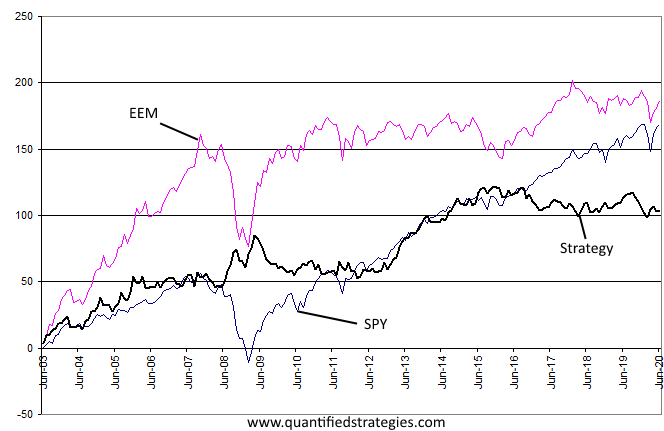 250
200
EEM
150
100
Strategy
50
SPY
0
Jun-03
Jun-04
Jun-05
Jun-06
Jun-07
Jun-08
Jun-09
Jun-10
Jun-11
Jun-12
Jun-13
Jun-14
Jun-15
Jun-16
Jun-17
Jun-18
Jun-19
Jun-20
-50
www.quantifiedstrategies.com